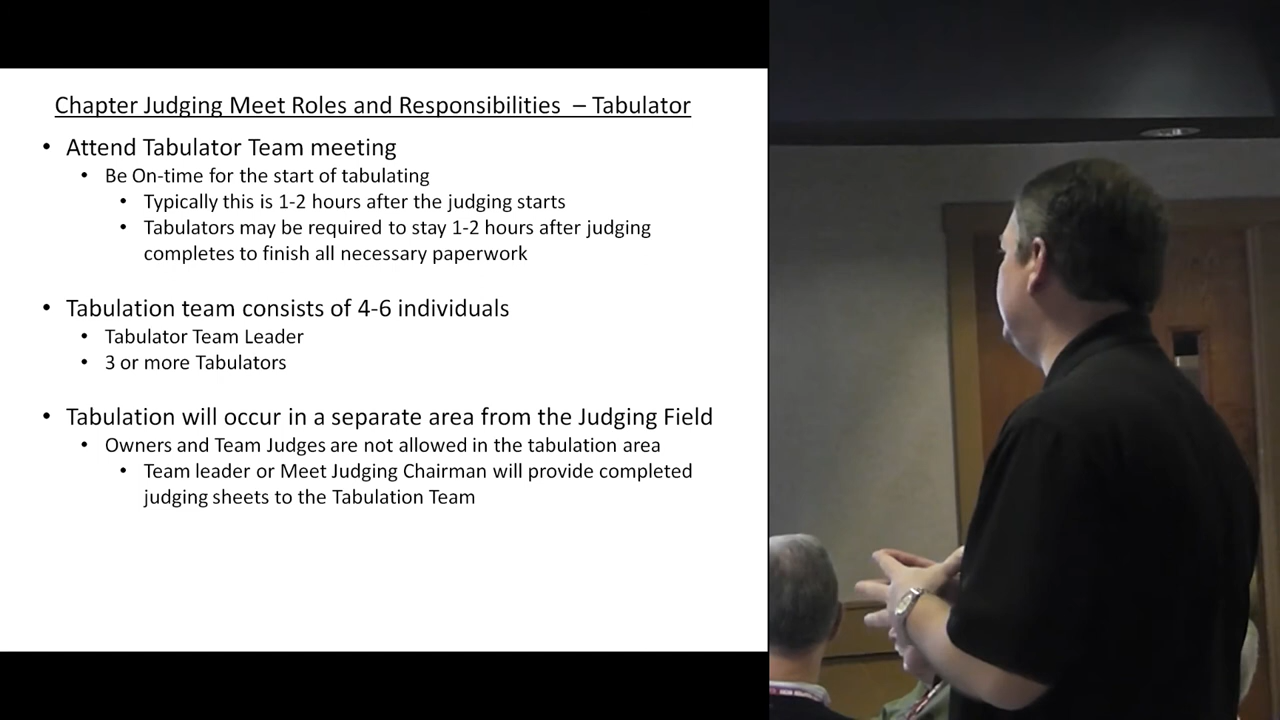 Chapter Judging Meet Roles and Responsibilities – Tabulator
• Attend Tabulator Team meeting
• Be On-time for the start of tabulating
• Typically this is 1-2 hours after the judging starts
• Tabulators may be required to stay 1-2 hours after judging
completes to finish all necessary paperwork
• Tabulation team consists of 4-6 individuals
• Tabulator Team Leader
• 3 or more Tabulators
• Tabulation will occur in a separate area from the Judging Field
• Owners and Team Judges are not allowed in the tabulation area
• Team leader or Meet Judging Chairman will provide completed
judging sheets to the Tabulation Team